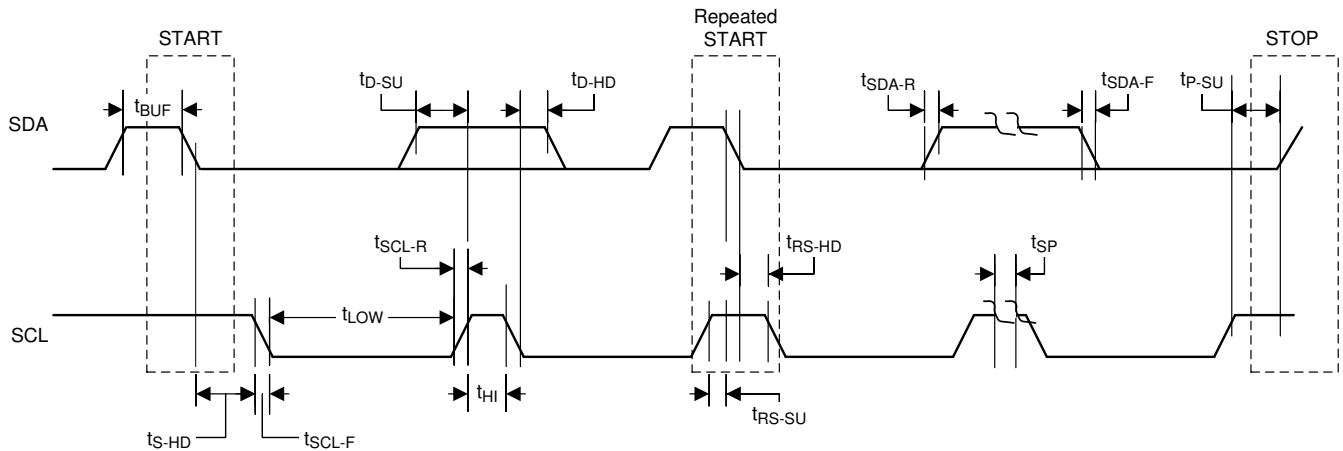 Repeated
START START STOP
tD-SU tD-HD tSDA-R tSDA-F tP-SU
tBUF
SDA
tSCL-R tRS-HD tSP
tLOW
SCL
tHI
tRS-SU
tS-HD tSCL-F